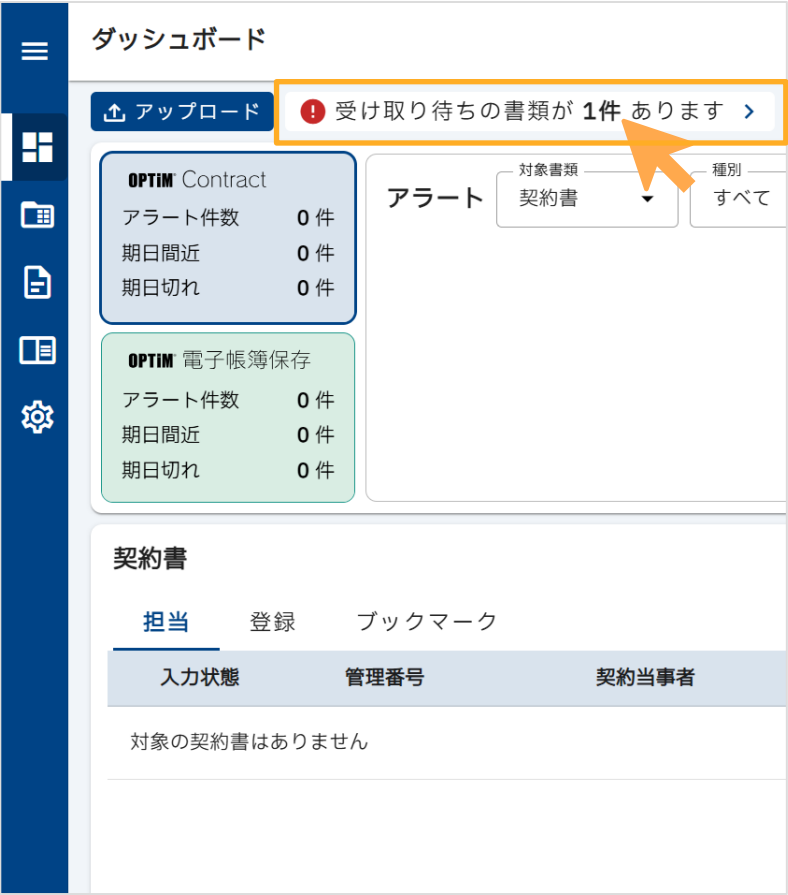 ダッシュボード
アップロード
受け取り待ちの書類が 1件 あります
OPTiM Contract
アラート件数 0 件
期日間近 0 件
期日切れ 0 件
アラート
対象書類
契約書
種別
すべて
OPTiM 電子帳簿保存
アラート件数 0 件
期日間近 0 件
期日切れ 0 件
契約書
担当 登録 ブックマーク
入力状態 管理番号 契約当事者
対象の契約書はありません